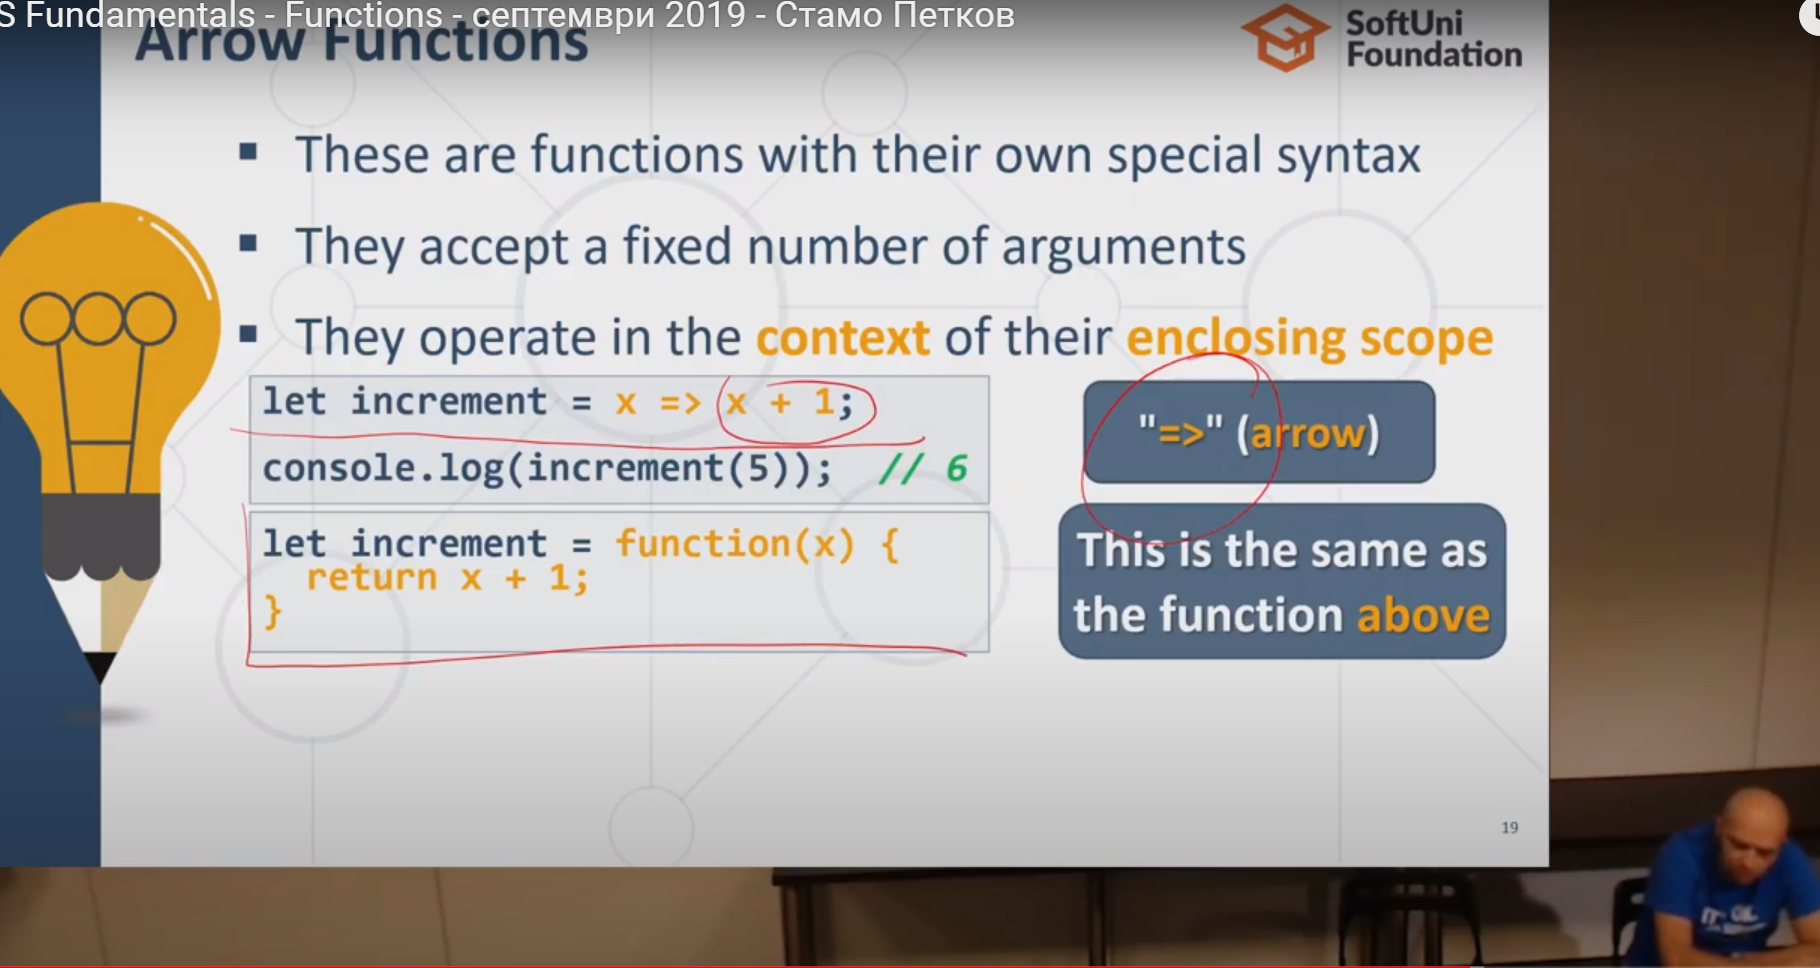 S Fundamentals - Functions - септември 2019 - Стамо Петков
Arrow Functions
SoftUni
Foundation
▪ These are functions with their own special syntax
▪ They accept a fixed number of arguments
▪ They operate in the context of their enclosing scope
let increment = x => x + 1;
console.log(increment(5)); // 6
"=>" (arrow)
let increment = function(x) {
return x + 1;
}
This is the same as
the function above
19